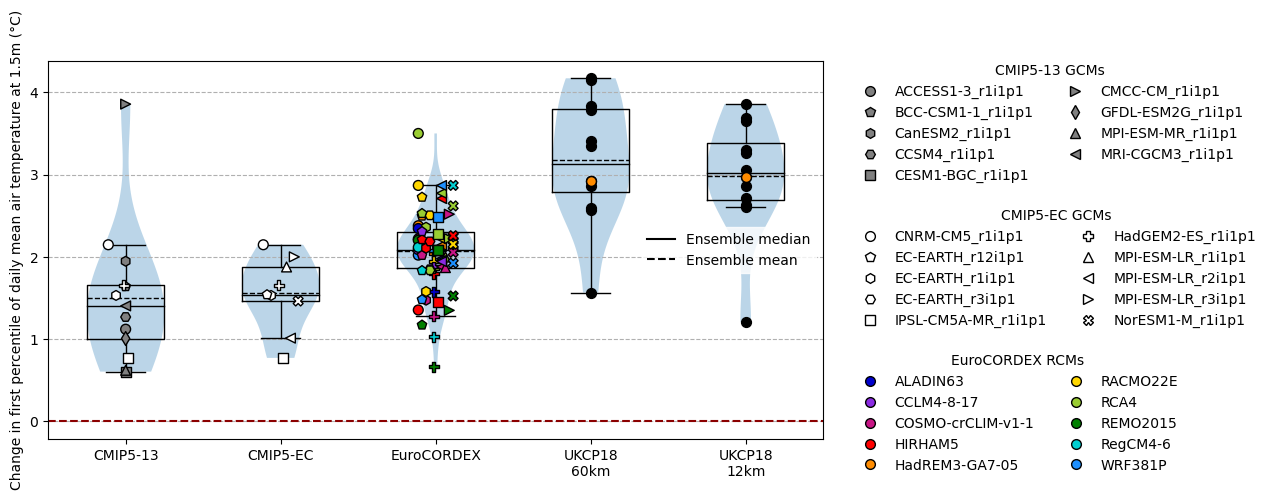 Change in first percentile of daily mean air temperature at 1.5m (°C)
4
3
2
1
0
CMIP5-13
CMIP5-EC
EuroCORDEX
UKCP18
60km
UKCP18
12km
Ensemble median
Ensemble mean
CMIP5-13 GCMs
ACCESS1-3_r1i1p1
BCC-CSM1-1_r1i1p1
CanESM2_r1i1p1
CCSM4_r1i1p1
CESM1-BGC_r1i1p1
CMCC-CM_r1i1p1
GFDL-ESM2G_r1i1p1
MPI-ESM-MR_r1i1p1
MRI-CGCM3_r1i1p1
CMIP5-EC GCMs
CNRM-CM5_r1i1p1
EC-EARTH_r12i1p1
EC-EARTH_r1i1p1
EC-EARTH_r3i1p1
IPSL-CM5A-MR_r1i1p1
HadGEM2-ES_r1i1p1
MPI-ESM-LR_r1i1p1
MPI-ESM-LR_r2i1p1
MPI-ESM-LR_r3i1p1
NorESM1-M_r1i1p1
EuroCORDEX RCMs
ALADIN63
CCLM4-8-17
COSMO-crCLIM-v1-1
HIRHAM5
HadREM3-GA7-05
RACMO22E
RCA4
REMO2015
RegCM4-6
WRF381P